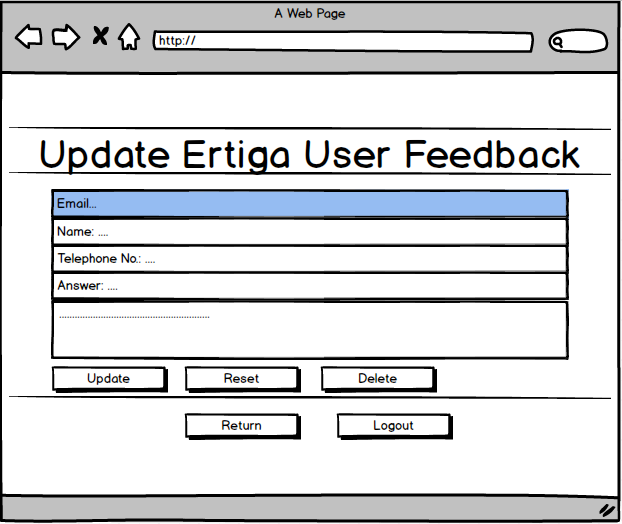 A Web Page
http://
Update Ertiga User Feedback
Email...
Name: ....
Telephone No.: ....
Answer: ....
............................................................
Update Reset Delete
Return Logout